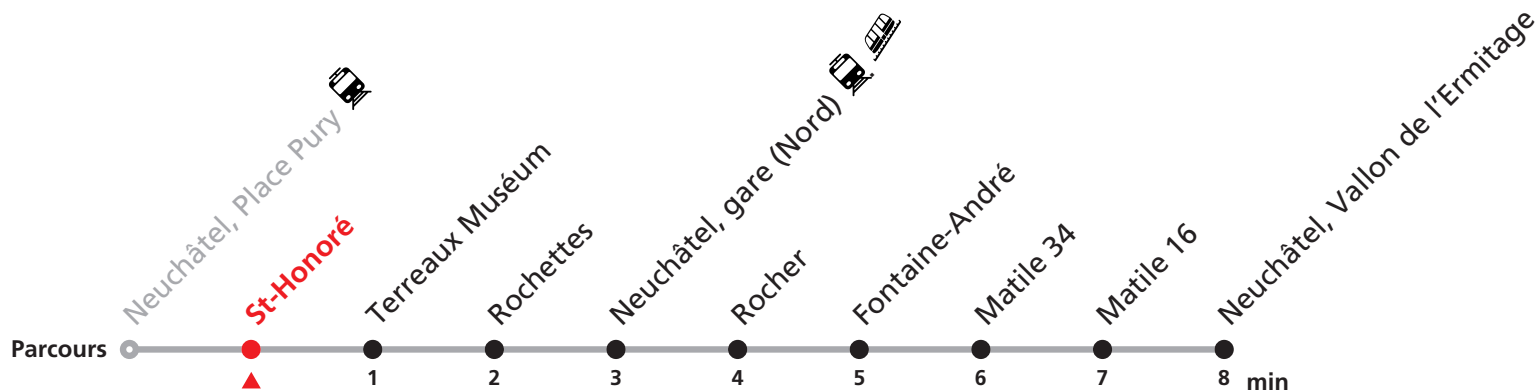 Neuchâtel, Place Pury
St-Honoré
Terreaux Muséum
Rochettes
Neuchâtel, gare (Nord)
Rocher
Fontaine-André
Matile 34
Matile 16
Neuchâtel, Vallon de l'Ermitage
Parcours
1 2 3 4 5 6 7 8 min